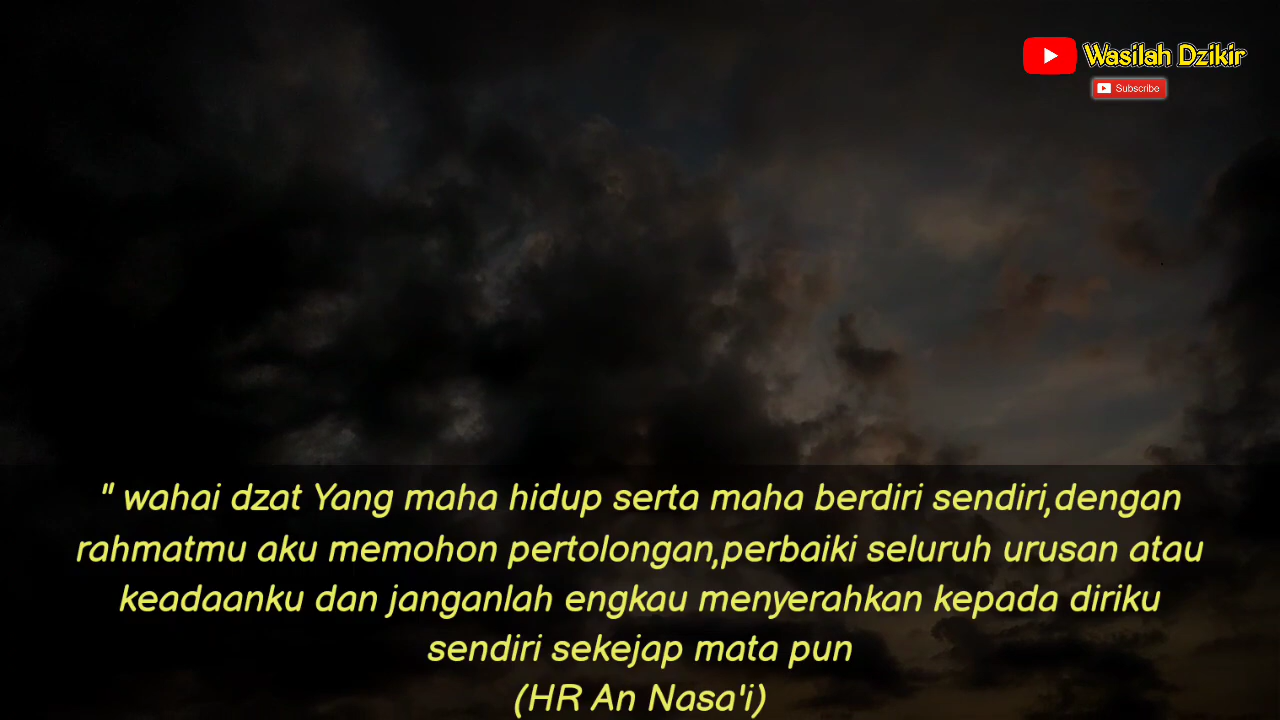 Wasilah Dzikir
Subscribe
" wahai dzat Yang maha hidup serta maha berdiri sendiri,dengan
rahmatmu aku memohon pertolongan,perbaiki seluruh urusan atau
keadaanku dan janganlah engkau menyerahkan kepada diriku
sendiri sekejap mata pun
(HR An Nasa'i)